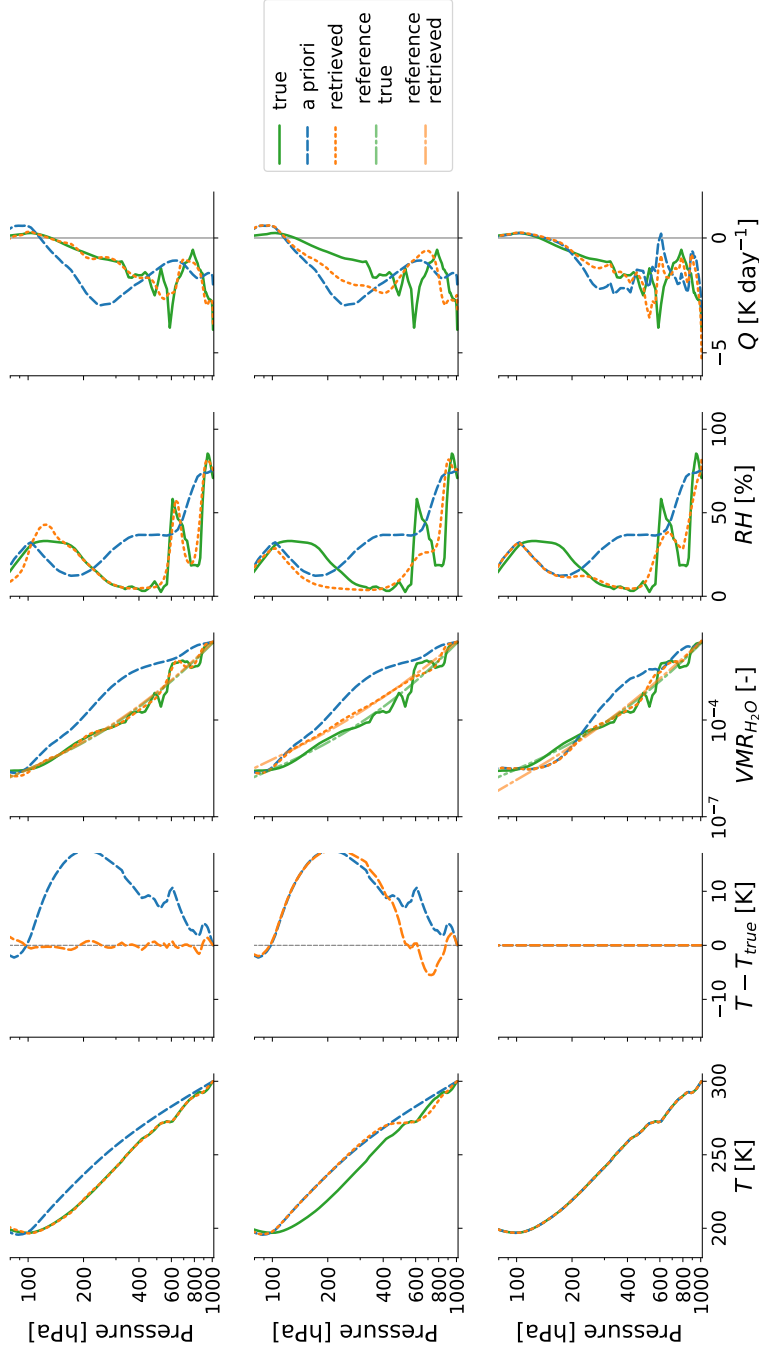 Pressure [hPa]
100
200
400
600
800
1000
Pressure [hPa]
100
200
400
600
800
1000
true
a priori
retrieved
reference
true
reference
retrieved
Pressure [hPa]
100
200
400
600
800
1000
200 250 300
T [K]
−10 0 10
T − T_true [K]
10⁻⁷ 10⁻⁴
VMR_H₂O [-]
0 50 100
RH [%]
−5 0
Q [K day⁻¹]